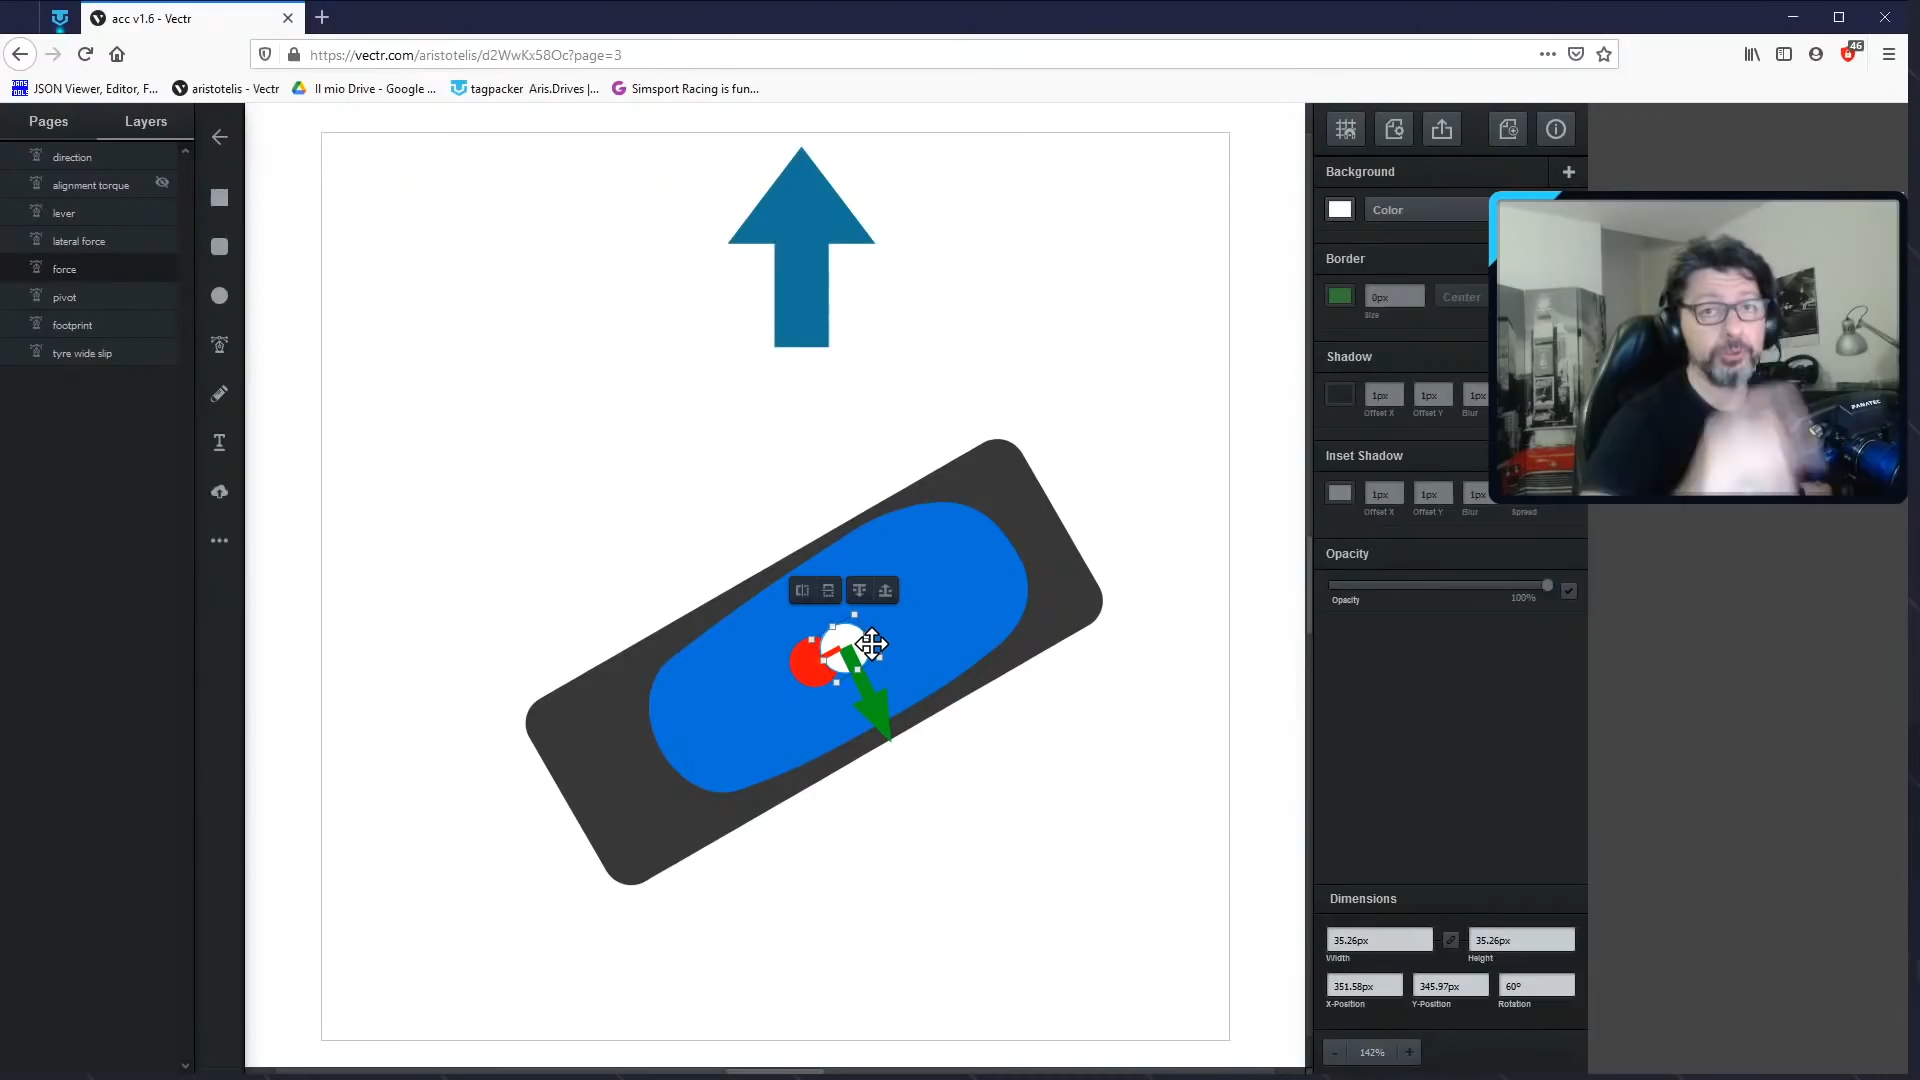 acc v1.6 - Vectr
https://vectr.com/aristotelis/d2WwKx58Oc?page=3
46
JSON Viewer, Editor, F...
aristotelis - Vectr
Il mio Drive - Google ...
tagpacker Aris.Drives |...
Simsport Racing is fun...
Pages
Layers
direction
alignment torque
lever
lateral force
force
pivot
footprint
tyre wide slip
Background
Color
Border
0px
Center
Size
Shadow
1px
1px
1px
Offset X
Offset Y
Blur
Inset Shadow
1px
1px
1px
Offset X
Offset Y
Blur
Spread
Opacity
Opacity
100%
Dimensions
35.26px
35.26px
Width
Height
351.58px
345.97px
60º
X-Position
Y-Position
Rotation
- 142% +
FANATEC